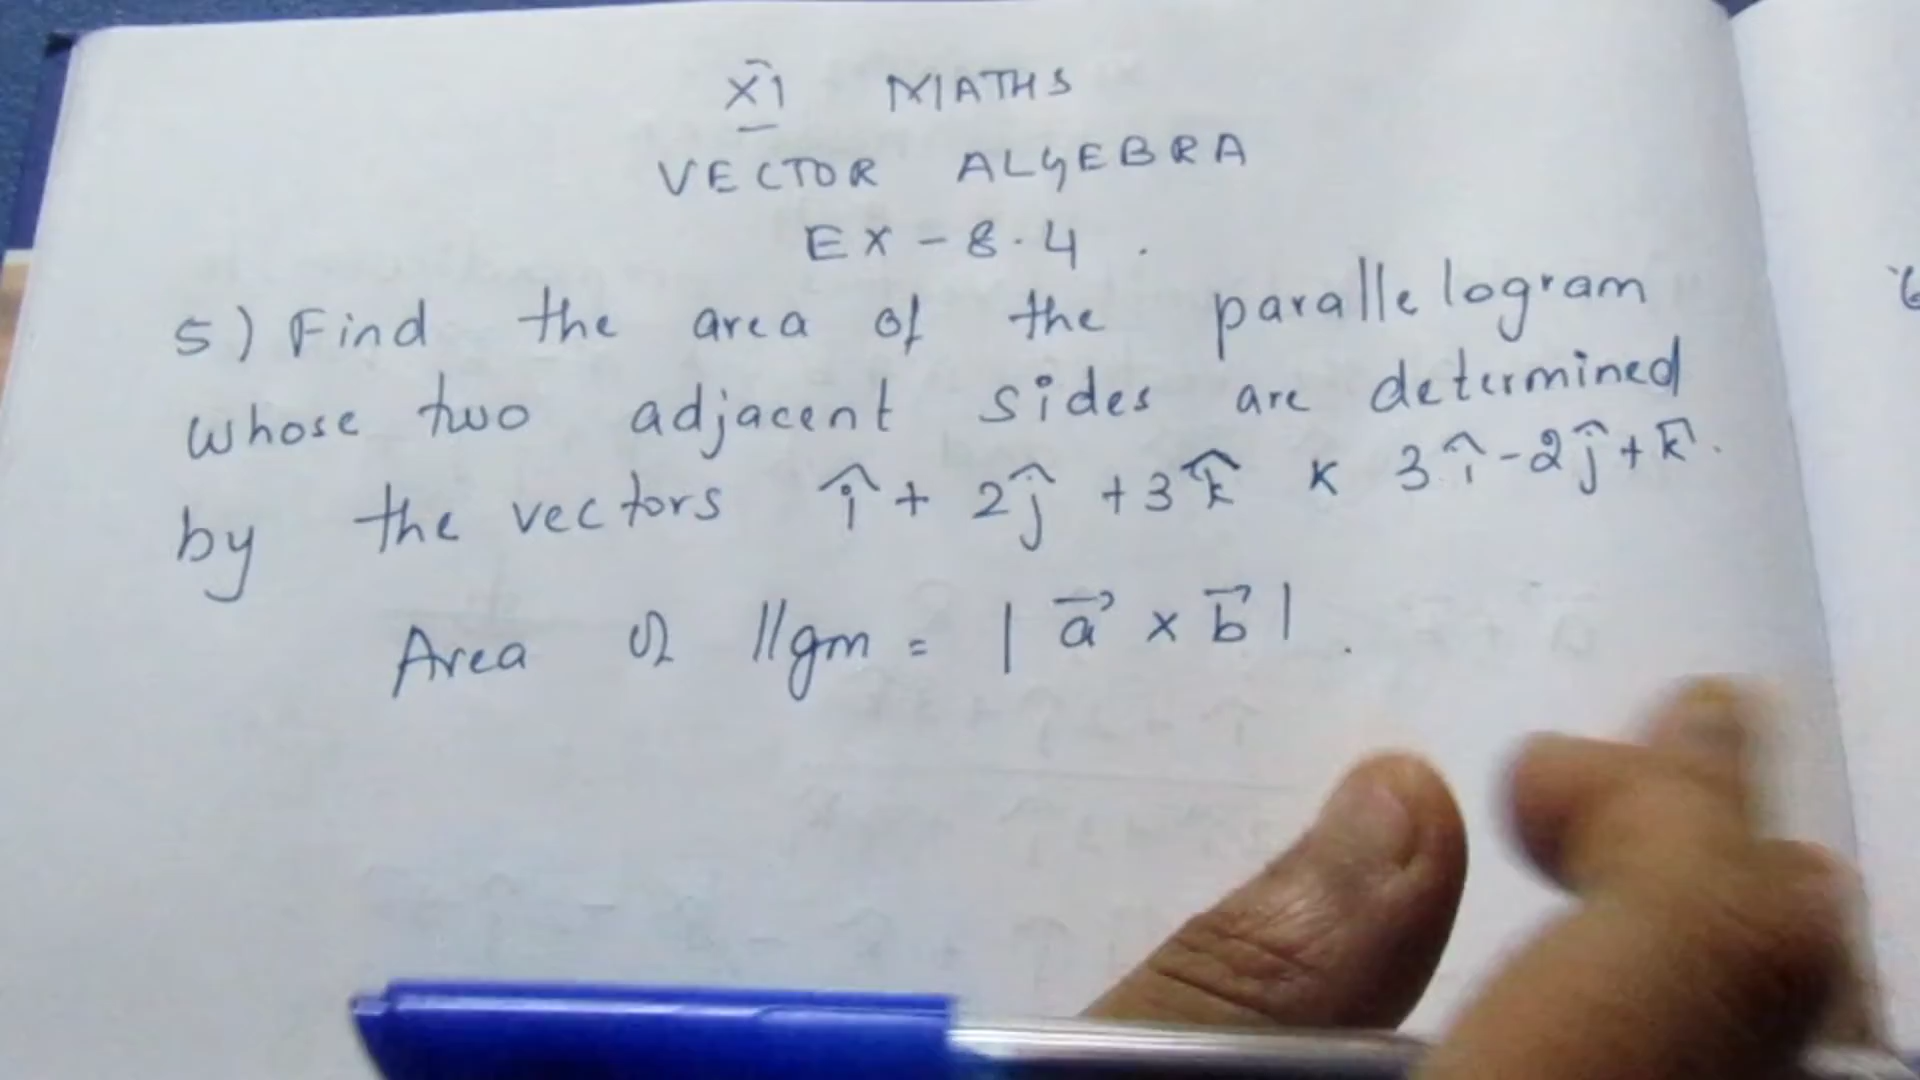 XI MATHS
VECTOR ALGEBRA
EX - 8.4.
5) Find the area of the parallelogram
whose two adjacent sides are determined
by the vectors î + 2ĵ + 3k̂ & 3î - 2ĵ + k̂.
Area of ||gm = | a⃗ × b⃗ |.